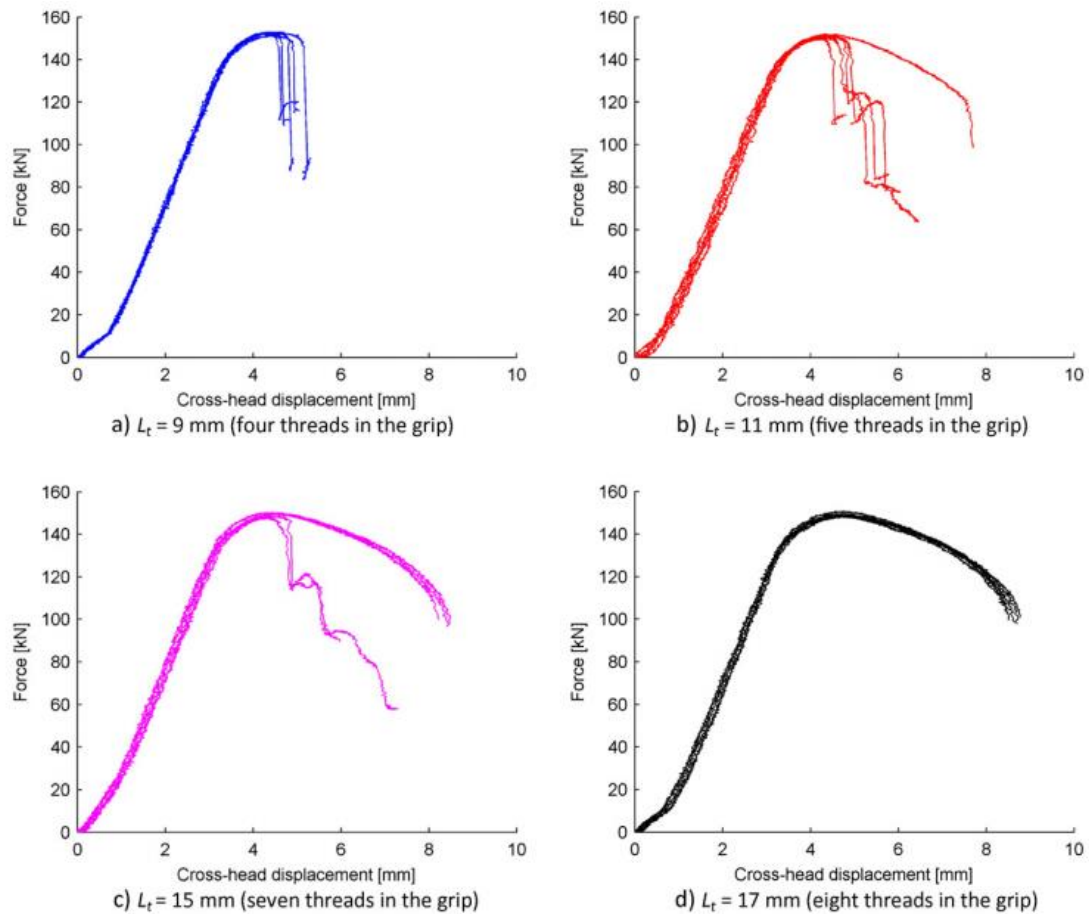 160
140
120
100
80
60
40
20
0
Force [kN]
0 2 4 6 8 10
Cross-head displacement [mm]
a) Lt = 9 mm (four threads in the grip)
160
140
120
100
80
60
40
20
0
Force [kN]
0 2 4 6 8 10
Cross-head displacement [mm]
b) Lt = 11 mm (five threads in the grip)
160
140
120
100
80
60
40
20
0
Force [kN]
0 2 4 6 8 10
Cross-head displacement [mm]
c) Lt = 15 mm (seven threads in the grip)
160
140
120
100
80
60
40
20
0
Force [kN]
0 2 4 6 8 10
Cross-head displacement [mm]
d) Lt = 17 mm (eight threads in the grip)